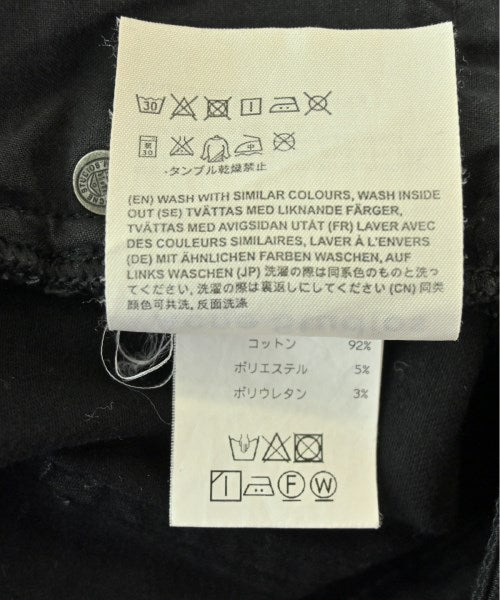 30
・タンブル乾燥禁止
(EN) WASH WITH SIMILAR COLOURS, WASH INSIDE
OUT (SE) TVÄTTAS MED LIKNANDE FÄRGER,
TVÄTTAS MED AVIGSIDAN UTÅT (FR) LAVER AVEC
DES COULEURS SIMILAIRES, LAVER À L'ENVERS
(DE) MIT ÄHNLICHEN FARBEN WASCHEN, AUF
LINKS WASCHEN (JP) 洗濯の際は同系色のものと洗っ
てください, 洗濯の際は裏返しにしてください (CN) 同类
颜色可共洗, 反面洗涤
コットン 92%
ポリエステル 5%
ポリウレタン 3%
F W